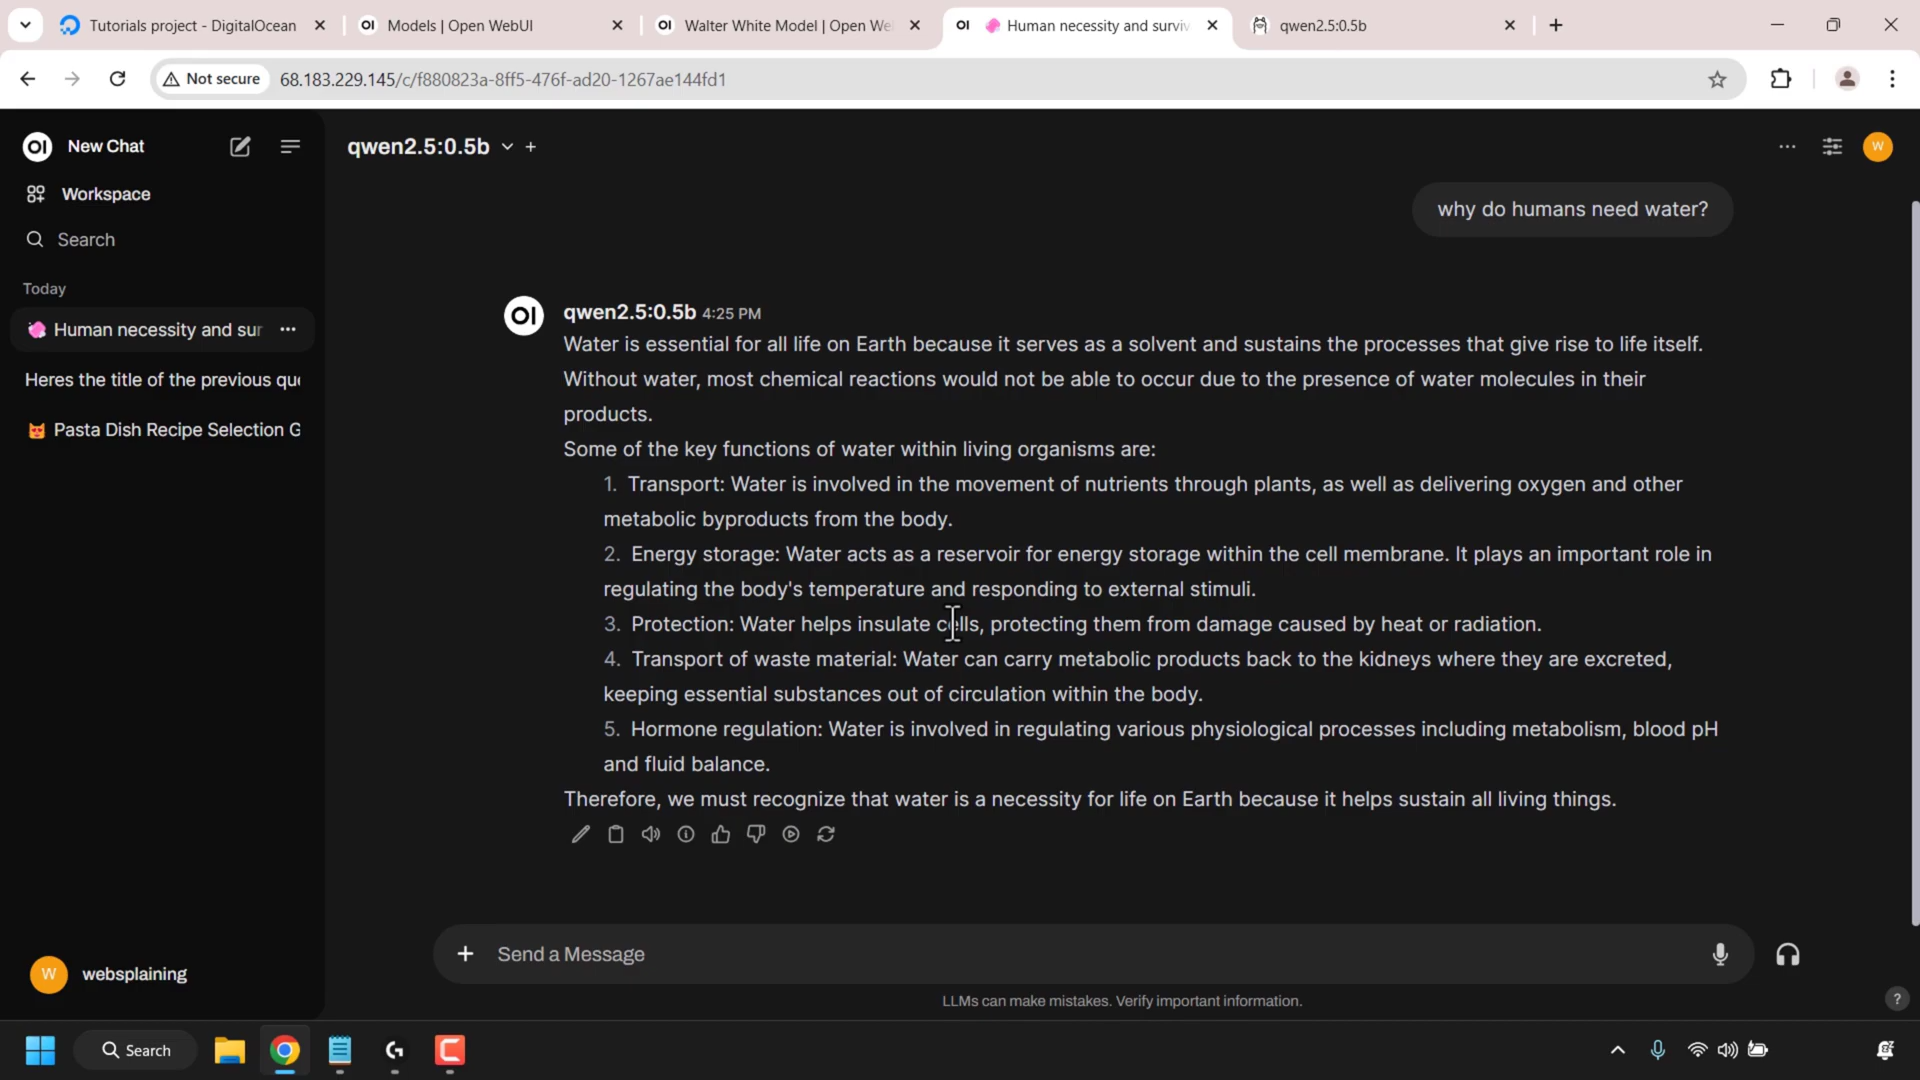 Tutorials project - DigitalOcean
OI Models | Open WebUI
OI Walter White Model | Open We
OI Human necessity and surviv
qwen2.5:0.5b
Not secure 68.183.229.145/c/f880823a-8ff5-476f-ad20-1267ae144fd1
OI New Chat
qwen2.5:0.5b
W
Workspace
why do humans need water?
Search
Today
Human necessity and sur
Heres the title of the previous que
Pasta Dish Recipe Selection G
OI qwen2.5:0.5b 4:25 PM
Water is essential for all life on Earth because it serves as a solvent and sustains the processes that give rise to life itself.
Without water, most chemical reactions would not be able to occur due to the presence of water molecules in their
products.
Some of the key functions of water within living organisms are:
1. Transport: Water is involved in the movement of nutrients through plants, as well as delivering oxygen and other
metabolic byproducts from the body.
2. Energy storage: Water acts as a reservoir for energy storage within the cell membrane. It plays an important role in
regulating the body's temperature and responding to external stimuli.
3. Protection: Water helps insulate cells, protecting them from damage caused by heat or radiation.
4. Transport of waste material: Water can carry metabolic products back to the kidneys where they are excreted,
keeping essential substances out of circulation within the body.
5. Hormone regulation: Water is involved in regulating various physiological processes including metabolism, blood pH
and fluid balance.
Therefore, we must recognize that water is a necessity for life on Earth because it helps sustain all living things.
Send a Message
W websplaining
LLMs can make mistakes. Verify important information.
?
Search